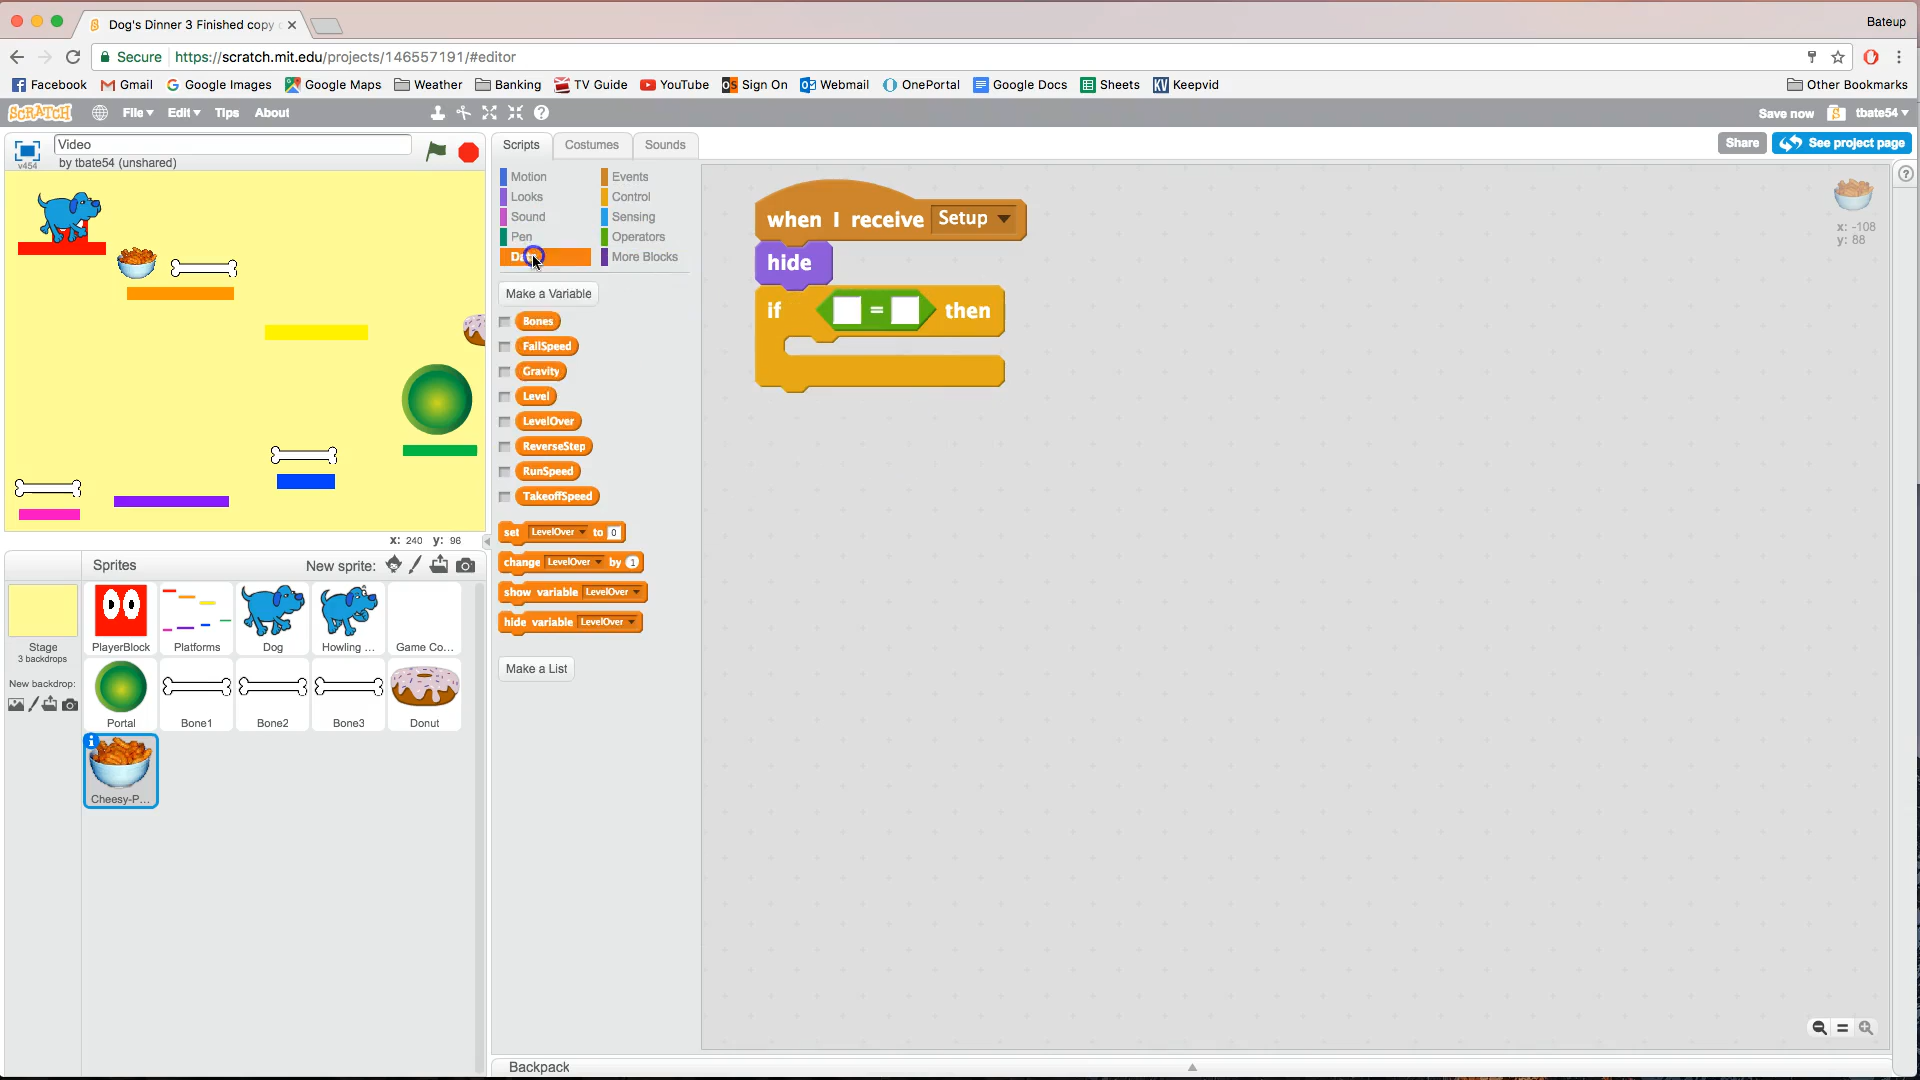 Dog's Dinner 3 Finished copy
Bateup
Secure https://scratch.mit.edu/projects/146557191/#editor
Facebook Gmail Google Images Google Maps Weather Banking TV Guide YouTube Sign On Webmail OnePortal Google Docs Sheets Keepvid Other Bookmarks
SCRATCH File Edit Tips About Save now tbate54
Video
v454 by tbate54 (unshared)
Scripts Costumes Sounds
Share See project page
Motion Events
Looks Control
Sound Sensing
Pen Operators
More Blocks
Make a Variable
Bones
FallSpeed
Gravity
Level
LevelOver
ReverseStep
RunSpeed
TakeoffSpeed
set LevelOver to 0
change LevelOver by 1
show variable LevelOver
hide variable LevelOver
Make a List
when I receive Setup
hide
if = then
x: -108
y: 88
x: 240 y: 96
Sprites New sprite:
Stage
3 backdrops
New backdrop:
PlayerBlock Platforms Dog Howling ... Game Co...
Portal Bone1 Bone2 Bone3 Donut
Cheesy-P...
Backpack